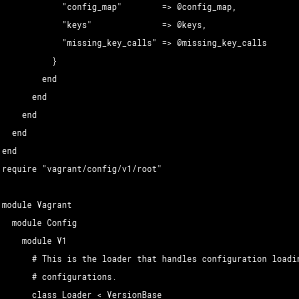 "config_map" => @config_map,
"keys" => @keys,
"missing_key_calls" => @missing_key_calls
}
end
end
end
end
end
require "vagrant/config/v1/root"
module Vagrant
module Config
module V1
# This is the loader that handles configuration loadin
# configurations.
class Loader < VersionBase